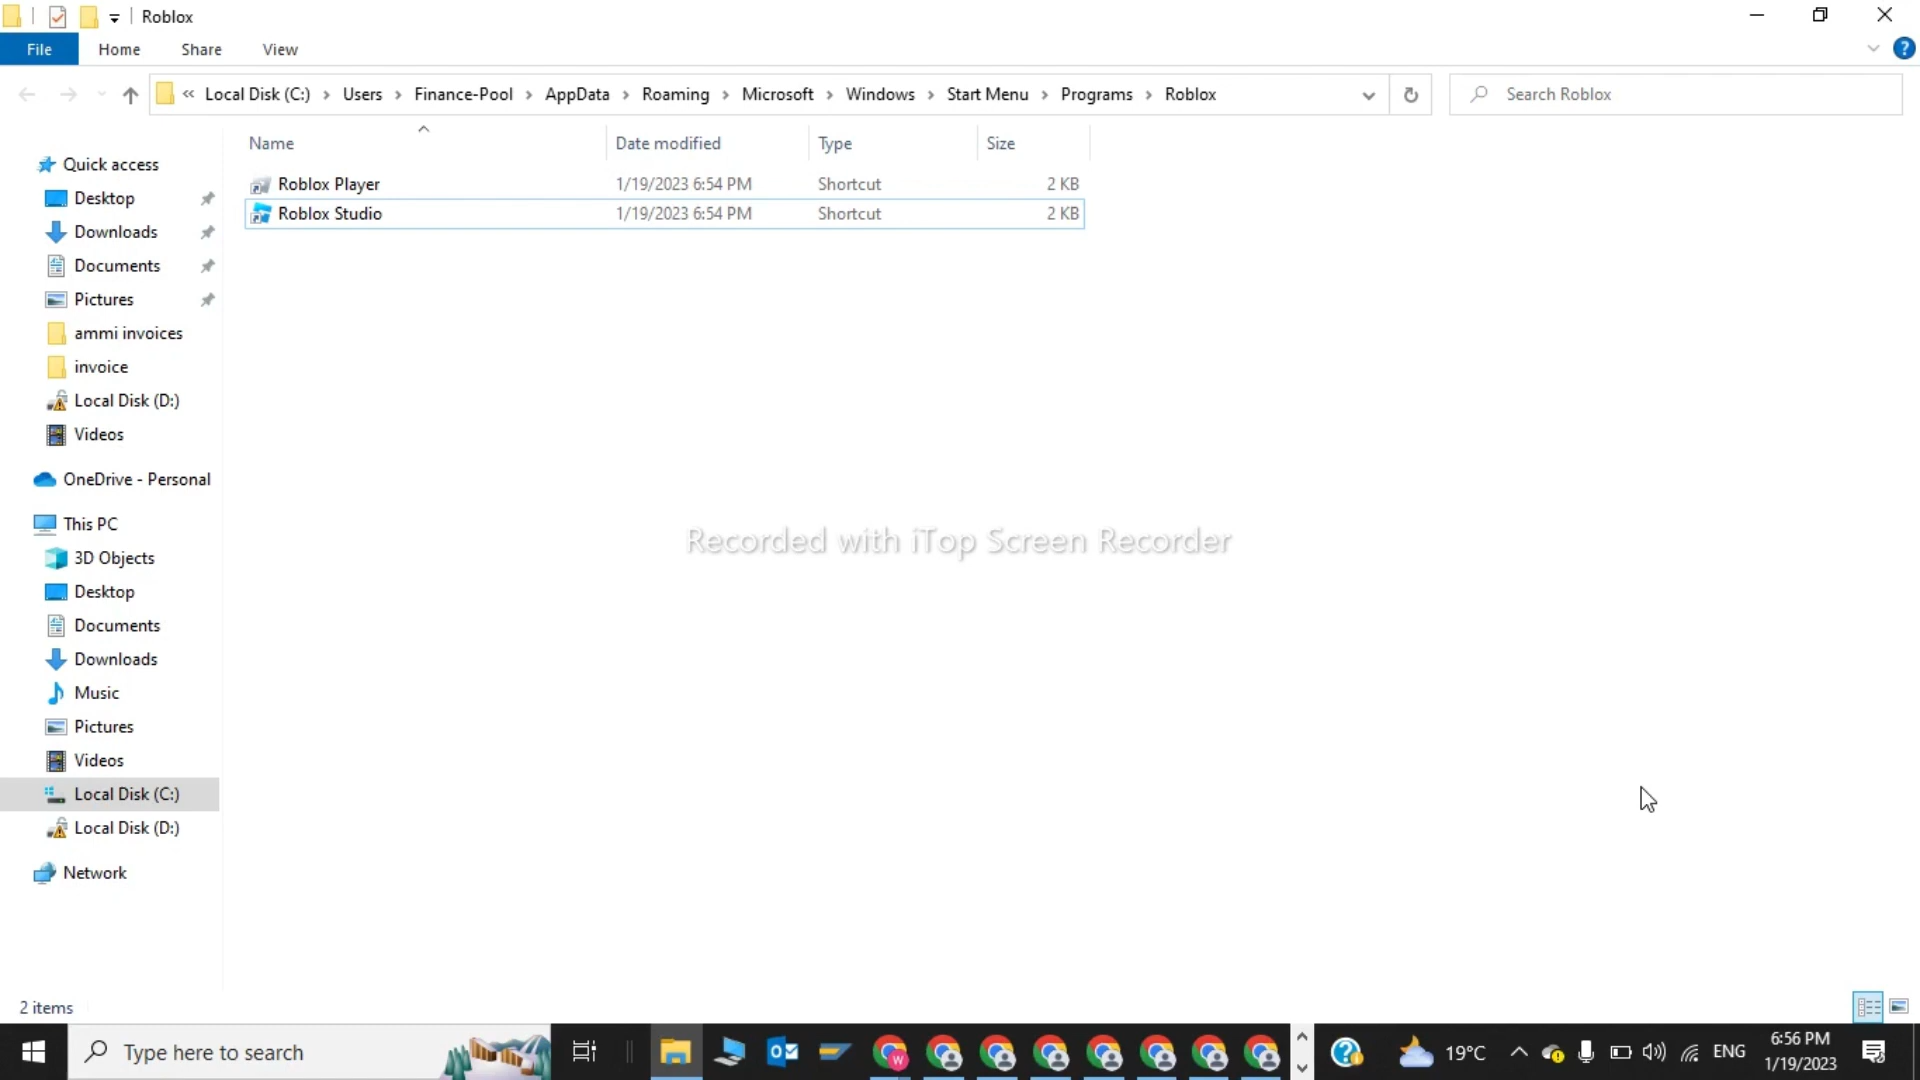 Roblox
File Home Share View
« Local Disk (C:) › Users › Finance-Pool › AppData › Roaming › Microsoft › Windows › Start Menu › Programs › Roblox
Search Roblox
Name Date modified Type Size
Roblox Player 1/19/2023 6:54 PM Shortcut 2 KB
Roblox Studio 1/19/2023 6:54 PM Shortcut 2 KB
Quick access
Desktop
Downloads
Documents
Pictures
ammi invoices
invoice
Local Disk (D:)
Videos
OneDrive - Personal
This PC
3D Objects
Desktop
Documents
Downloads
Music
Pictures
Videos
Local Disk (C:)
Local Disk (D:)
Network
Recorded with iTop Screen Recorder
2 items
Type here to search
W
19°C
ENG
6:56 PM
1/19/2023